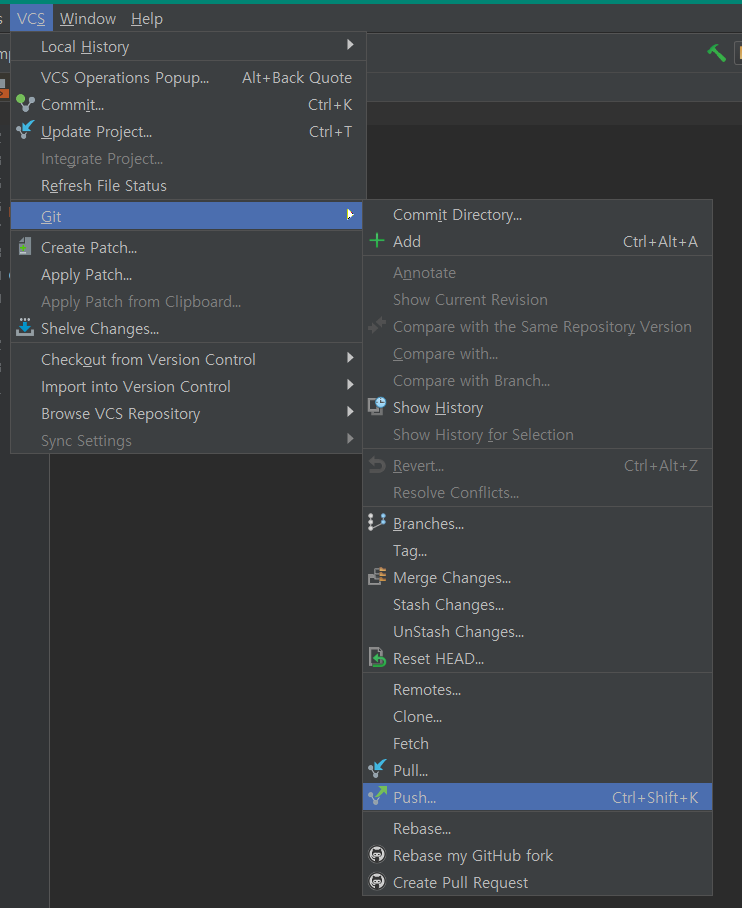 VCS Window Help
Local History
VCS Operations Popup... Alt+Back Quote
Commit... Ctrl+K
Update Project... Ctrl+T
Integrate Project...
Refresh File Status
Git
Create Patch...
Apply Patch...
Apply Patch from Clipboard...
Shelve Changes...
Checkout from Version Control
Import into Version Control
Browse VCS Repository
Sync Settings
Commit Directory...
Add Ctrl+Alt+A
Annotate
Show Current Revision
Compare with the Same Repository Version
Compare with...
Compare with Branch...
Show History
Show History for Selection
Revert... Ctrl+Alt+Z
Resolve Conflicts...
Branches...
Tag...
Merge Changes...
Stash Changes...
UnStash Changes...
Reset HEAD...
Remotes...
Clone...
Fetch
Pull...
Push... Ctrl+Shift+K
Rebase...
Rebase my GitHub fork
Create Pull Request